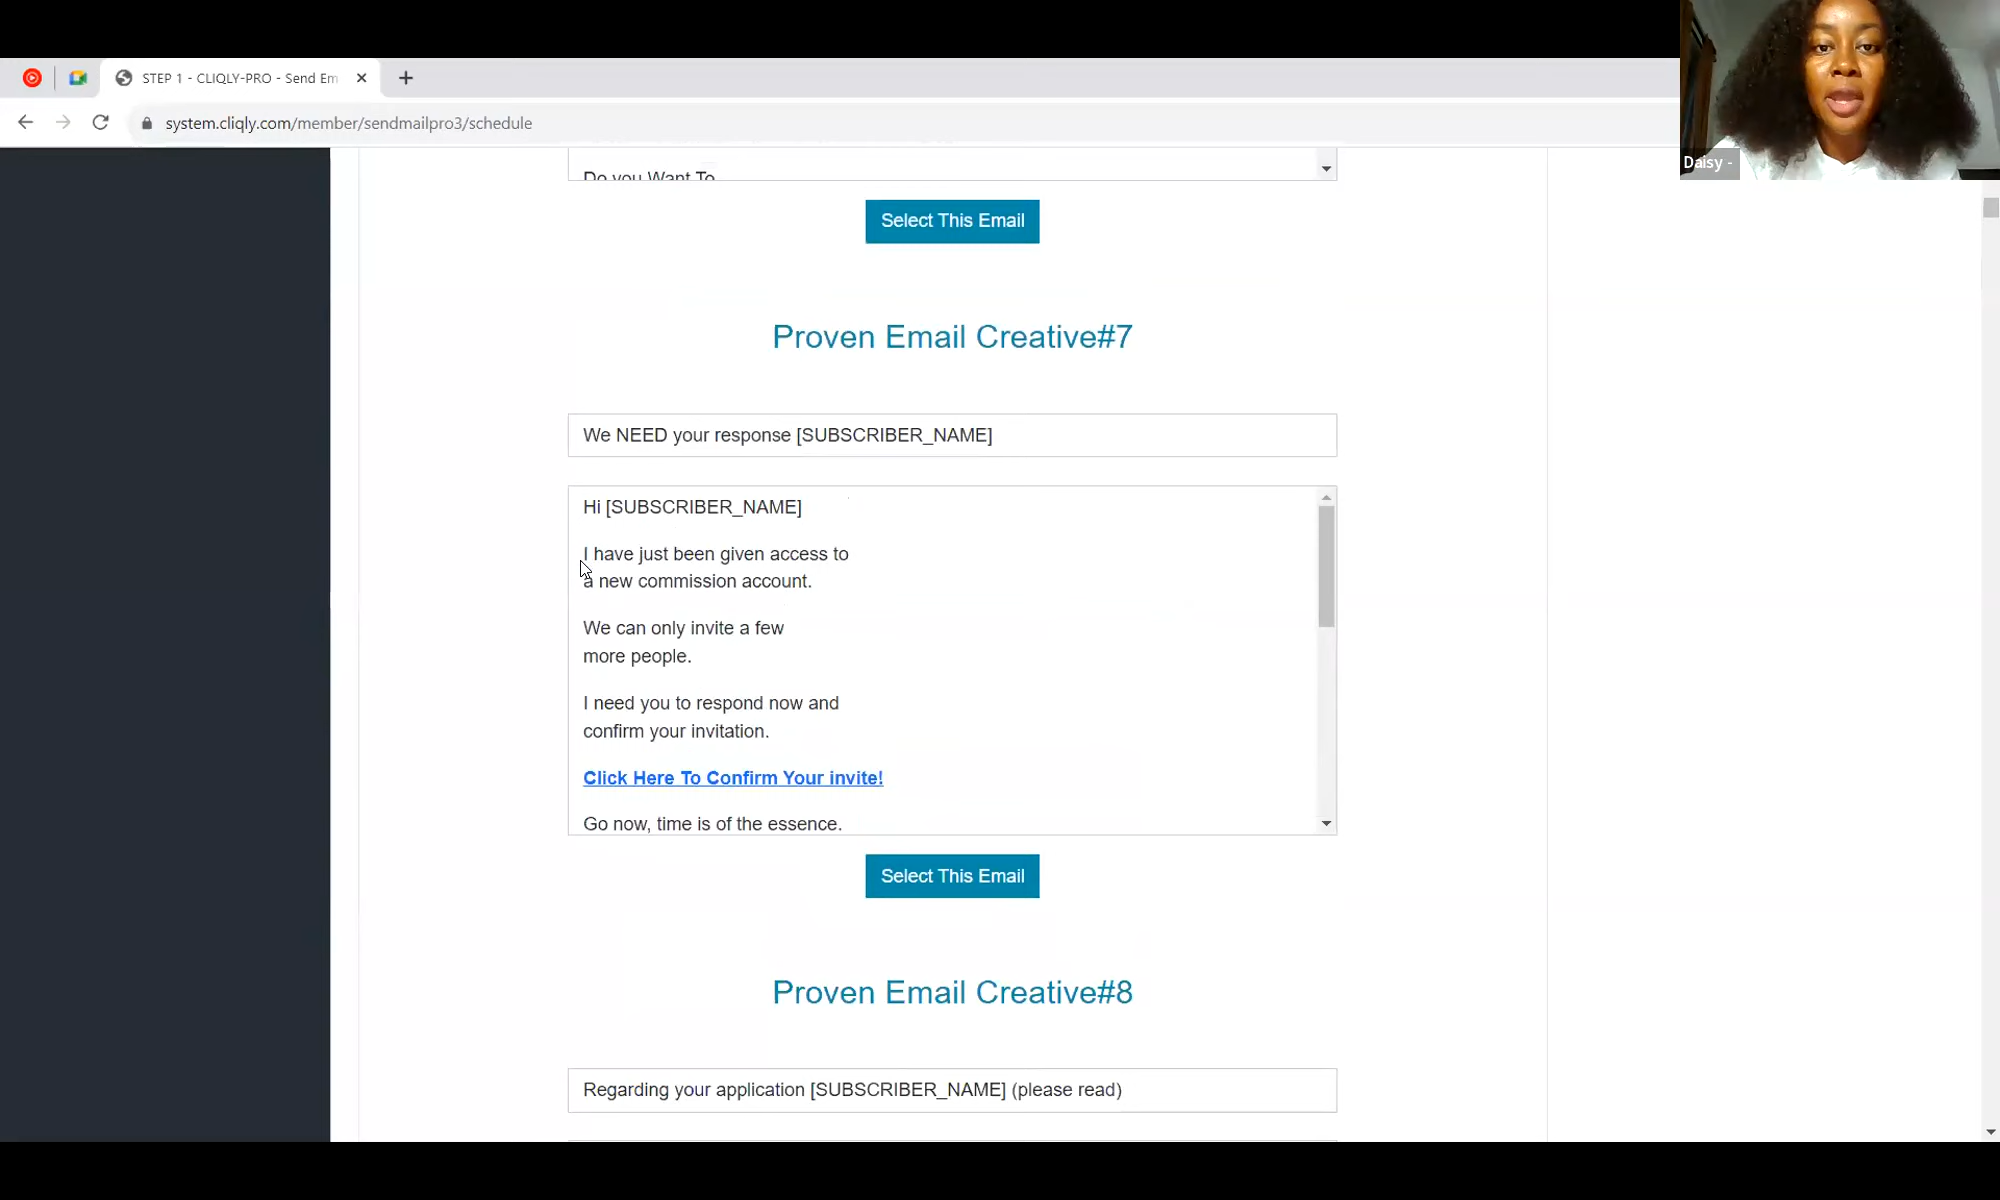 STEP 1 - CLIQLY-PRO - Send Em
system.cliqly.com/member/sendmailpro3/schedule
Daisy -
Do you Want To
Select This Email
Proven Email Creative#7
We NEED your response [SUBSCRIBER_NAME]
Hi [SUBSCRIBER_NAME]
I have just been given access to
a new commission account.
We can only invite a few
more people.
I need you to respond now and
confirm your invitation.
Click Here To Confirm Your invite!
Go now, time is of the essence.
Select This Email
Proven Email Creative#8
Regarding your application [SUBSCRIBER_NAME] (please read)